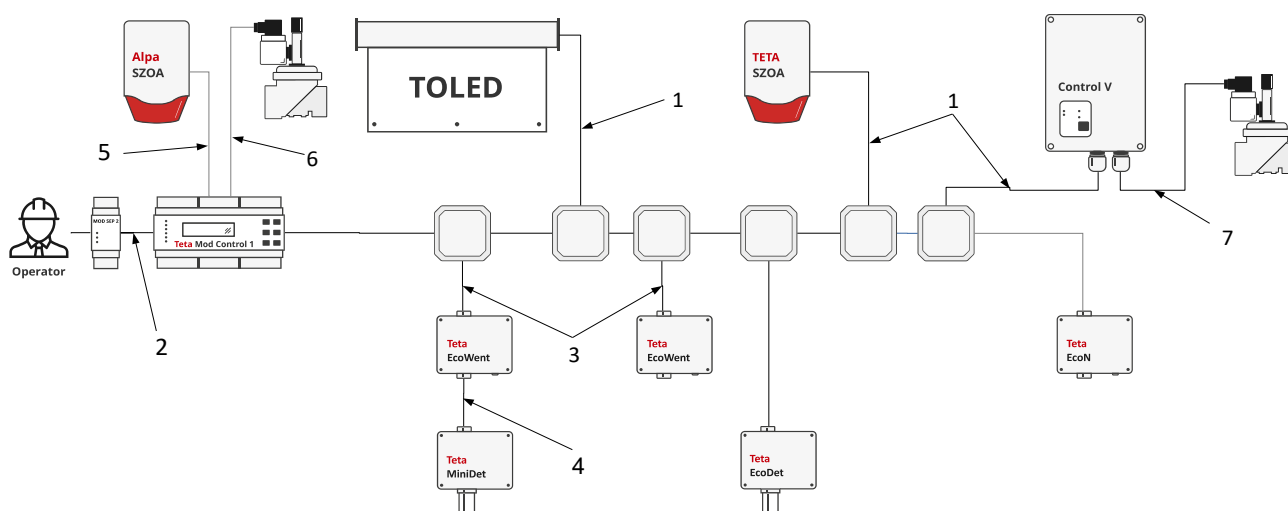 Alpa
SZOA
TOLED
TETA
SZOA
Control V
1
1
5
6
7
MOD SEP 2
Teta Mod Control 1
Operator
2
3
4
Teta
EcoWent
Teta
EcoWent
Teta
EcoN
Teta
MiniDet
Teta
EcoDet